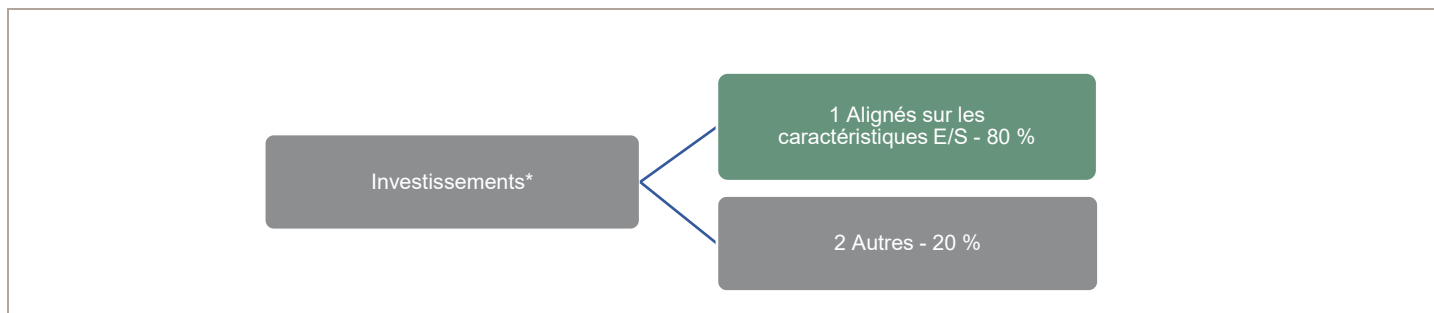 1 Alignés sur les
caractéristiques E/S - 80 %
Investissements*
2 Autres - 20 %